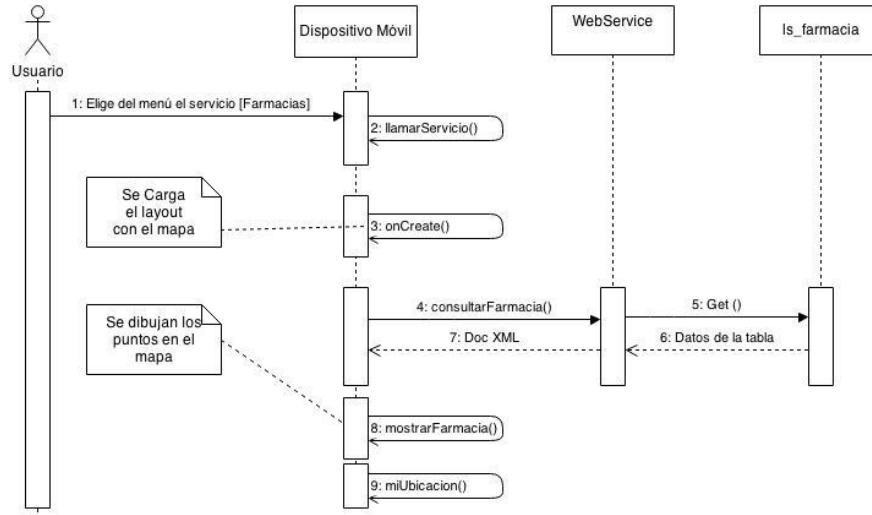 Usuario
Dispositivo Móvil
WebService
ls_farmacia
1: Elige del menú el servicio [Farmacias]
2: llamarServicio()
Se Carga
el layout
con el mapa
3: onCreate()
4: consultarFarmacia()
5: Get ()
7: Doc XML
6: Datos de la tabla
Se dibujan los
puntos en el
mapa
8: mostrarFarmacia()
9: miUbicacion()